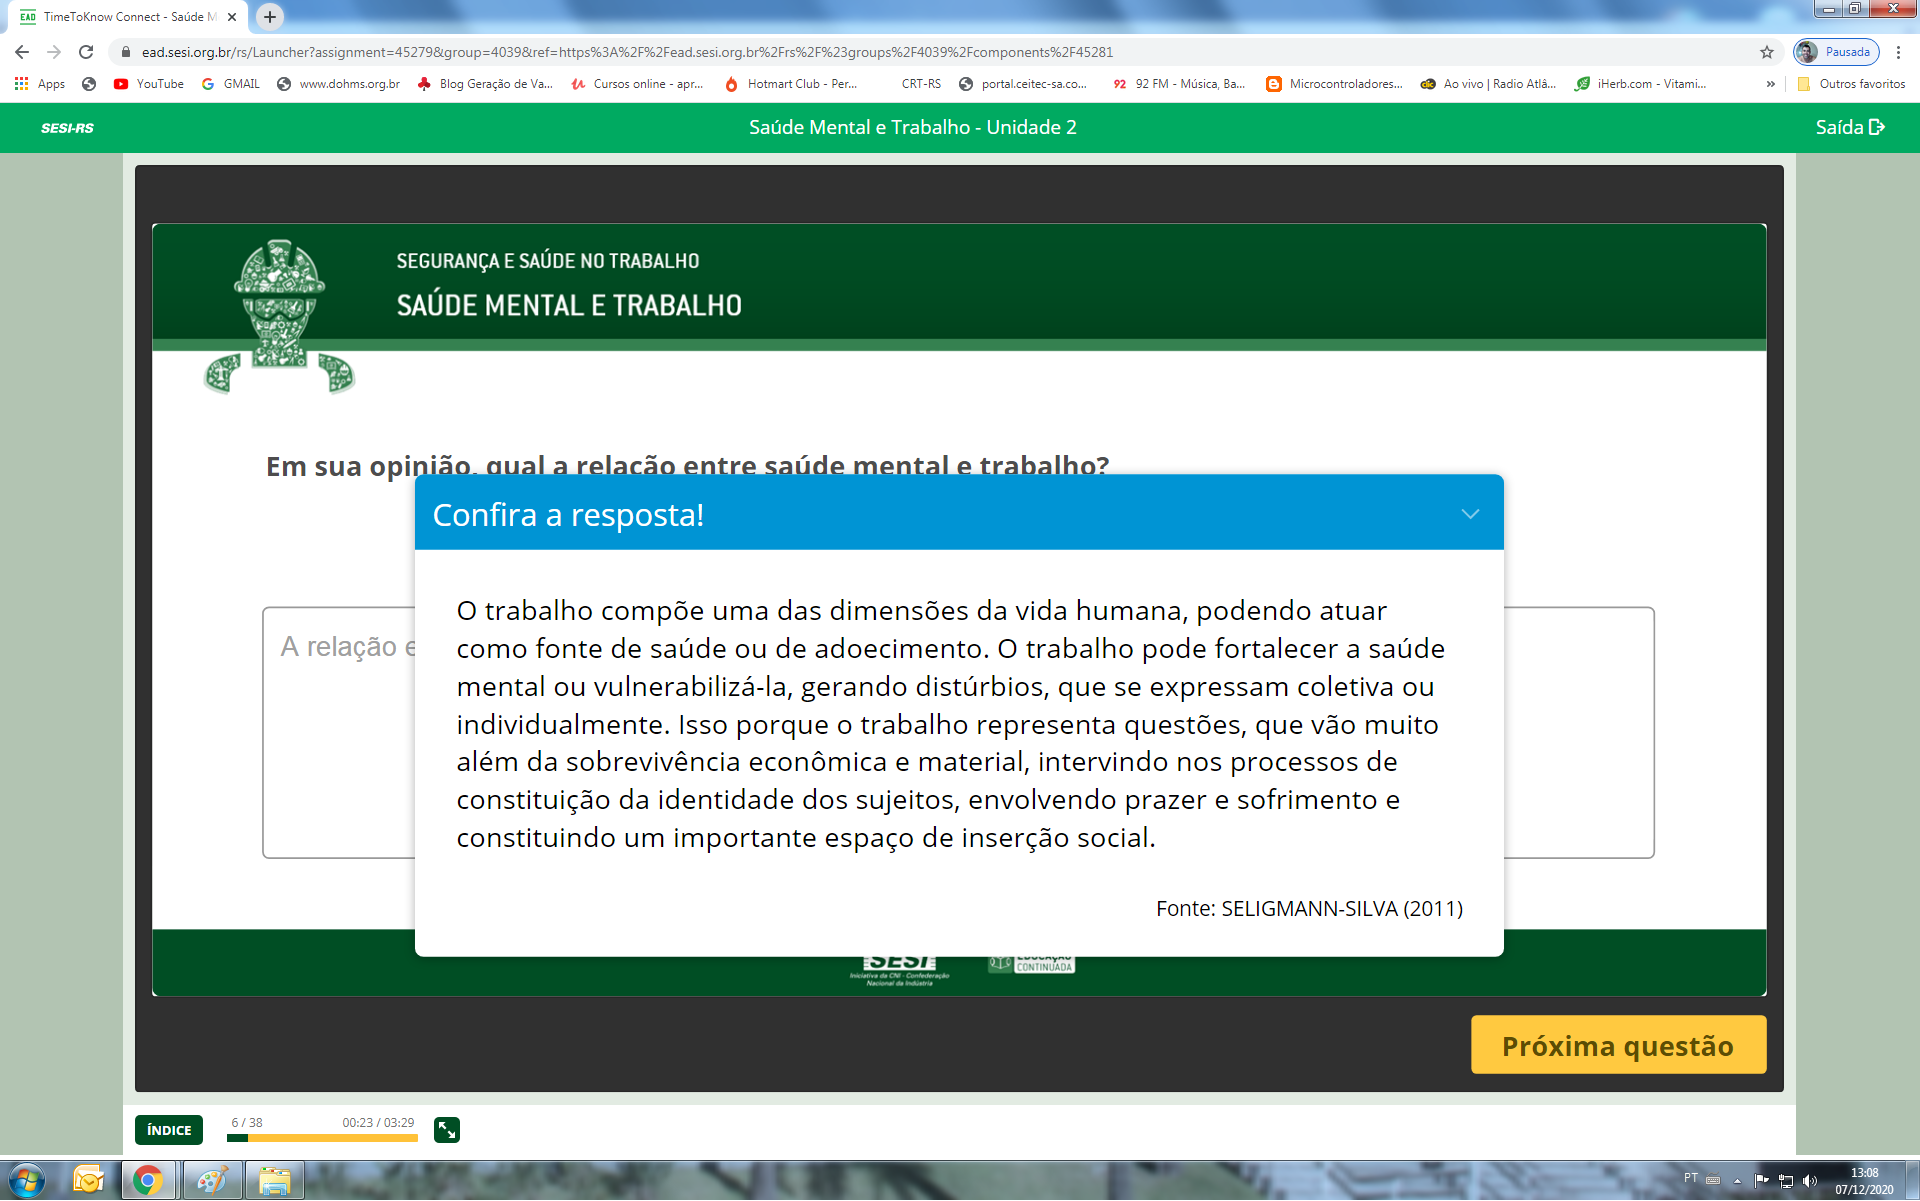 EAD TimeToKnow Connect - Saúde M
ead.sesi.org.br/rs/Launcher?assignment=45279&group=4039&ref=https%3A%2F%2Fead.sesi.org.br%2Frs%2F%23groups%2F4039%2Fcomponents%2F45281
Pausada
Apps YouTube GMAIL www.dohms.org.br Blog Geração de Va... Cursos online - apr... Hotmart Club - Per... CRT-RS portal.ceitec-sa.co... 92 92 FM - Música, Ba... Microcontroladores... Ao vivo | Radio Atlâ... iHerb.com - Vitami... » Outros favoritos
SESI-RS
Saúde Mental e Trabalho - Unidade 2
Saída
SEGURANÇA E SAÚDE NO TRABALHO
SAÚDE MENTAL E TRABALHO
Em sua opinião, qual a relação entre saúde mental e trabalho?
Confira a resposta!
A relação e
O trabalho compõe uma das dimensões da vida humana, podendo atuar
como fonte de saúde ou de adoecimento. O trabalho pode fortalecer a saúde
mental ou vulnerabilizá-la, gerando distúrbios, que se expressam coletiva ou
individualmente. Isso porque o trabalho representa questões, que vão muito
além da sobrevivência econômica e material, intervindo nos processos de
constituição da identidade dos sujeitos, envolvendo prazer e sofrimento e
constituindo um importante espaço de inserção social.
Fonte: SELIGMANN-SILVA (2011)
SESI
Iniciativa da CNI - Confederação
Nacional da Indústria
EDUCAÇÃO
CONTINUADA
Próxima questão
ÍNDICE
6 / 38
00:23 / 03:29
PT
13:08
07/12/2020